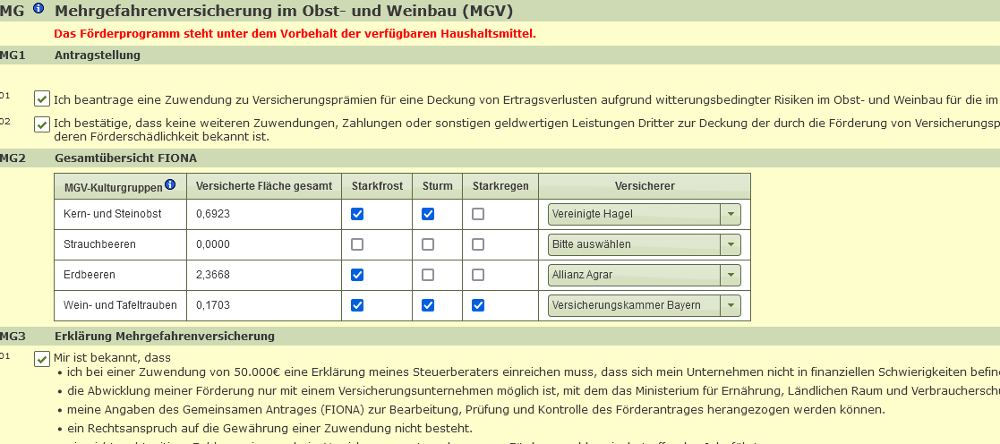 MG Mehrgefahrenversicherung im Obst- und Weinbau (MGV)
Das Förderprogramm steht unter dem Vorbehalt der verfügbaren Haushaltsmittel.
MG1 Antragstellung
01 Ich beantrage eine Zuwendung zu Versicherungsprämien für eine Deckung von Ertragsverlusten aufgrund witterungsbedingter Risiken im Obst- und Weinbau für die im
02 Ich bestätige, dass keine weiteren Zuwendungen, Zahlungen oder sonstigen geldwertigen Leistungen Dritter zur Deckung der durch die Förderung von Versicherungsp
deren Förderschädlichkeit bekannt ist.
MG2 Gesamtübersicht FIONA
MGV-Kulturgruppen Versicherte Fläche gesamt Starkfrost Sturm Starkregen Versicherer
Kern- und Steinobst 0,6923 Vereinigte Hagel
Strauchbeeren 0,0000 Bitte auswählen
Erdbeeren 2,3668 Allianz Agrar
Wein- und Tafeltrauben 0,1703 Versicherungskammer Bayern
MG3 Erklärung Mehrgefahrenversicherung
01 Mir ist bekannt, dass
• ich bei einer Zuwendung von 50.000€ eine Erklärung meines Steuerberaters einreichen muss, dass sich mein Unternehmen nicht in finanziellen Schwierigkeiten befin
• die Abwicklung meiner Förderung nur mit einem Versicherungsunternehmen möglich ist, mit dem das Ministerium für Ernährung, Ländlichen Raum und Verbrauchersch
• meine Angaben des Gemeinsamen Antrages (FIONA) zur Bearbeitung, Prüfung und Kontrolle des Förderantrages herangezogen werden können.
• ein Rechtsanspruch auf die Gewährung einer Zuwendung nicht besteht.